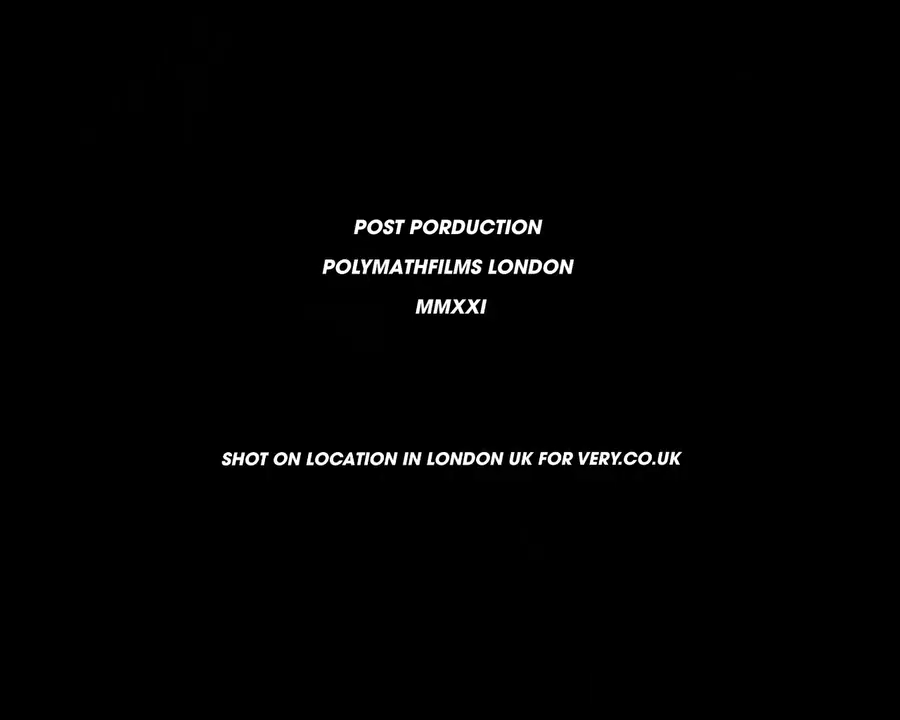 POST PORDUCTION
POLYMATHFILMS LONDON
MMXXI
SHOT ON LOCATION IN LONDON UK FOR VERY.CO.UK